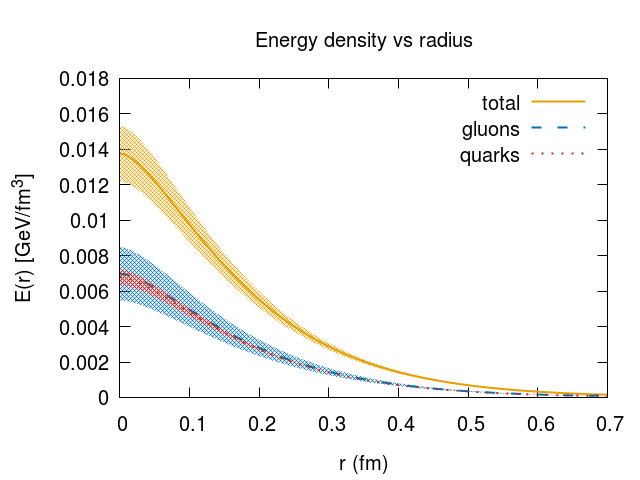 Energy density vs radius
E(r) [GeV/fm³]
0.018
0.016
0.014
0.012
0.01
0.008
0.006
0.004
0.002
0
total
gluons
quarks
0 0.1 0.2 0.3 0.4 0.5 0.6 0.7
r (fm)